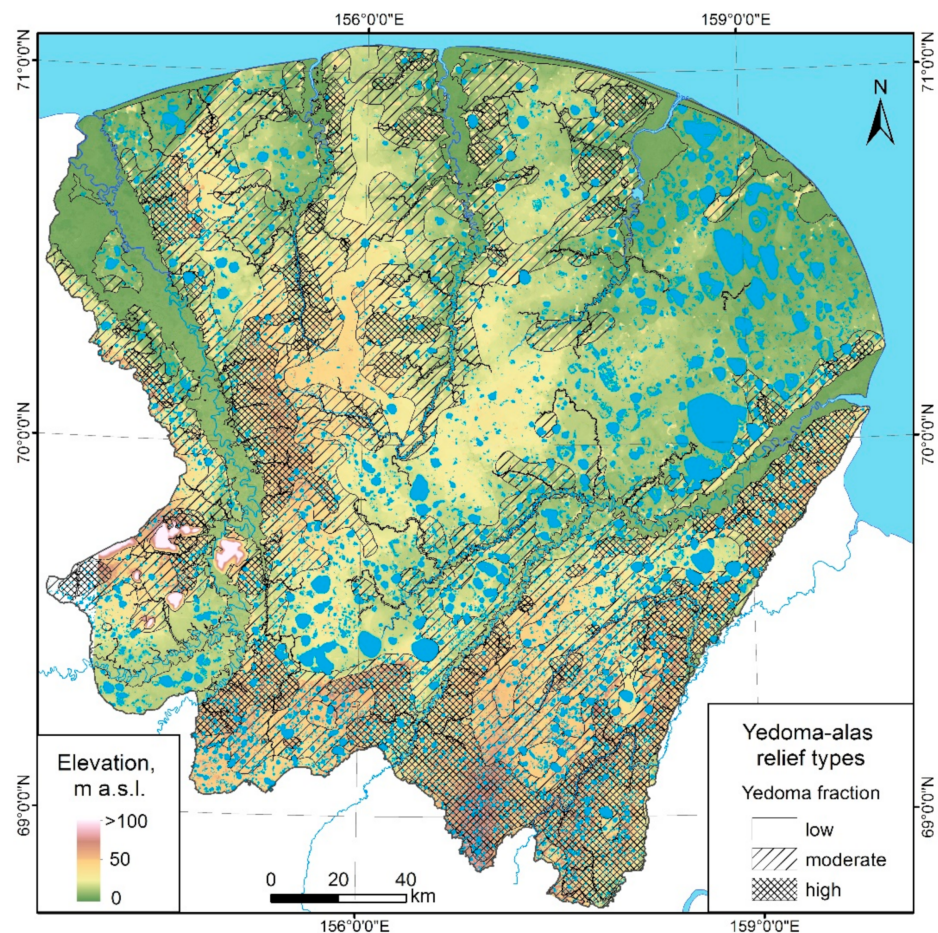 156°0'0"E
159°0'0"E
71°0'0"N
71°0'0"N
N
70°0'0"N
70°0'0"N
69°0'0"N
69°0'0"N
Elevation,
m a.s.l.
>100
50
0
0 20 40
km
Yedoma-alas
relief types
Yedoma fraction
low
moderate
high
156°0'0"E
159°0'0"E